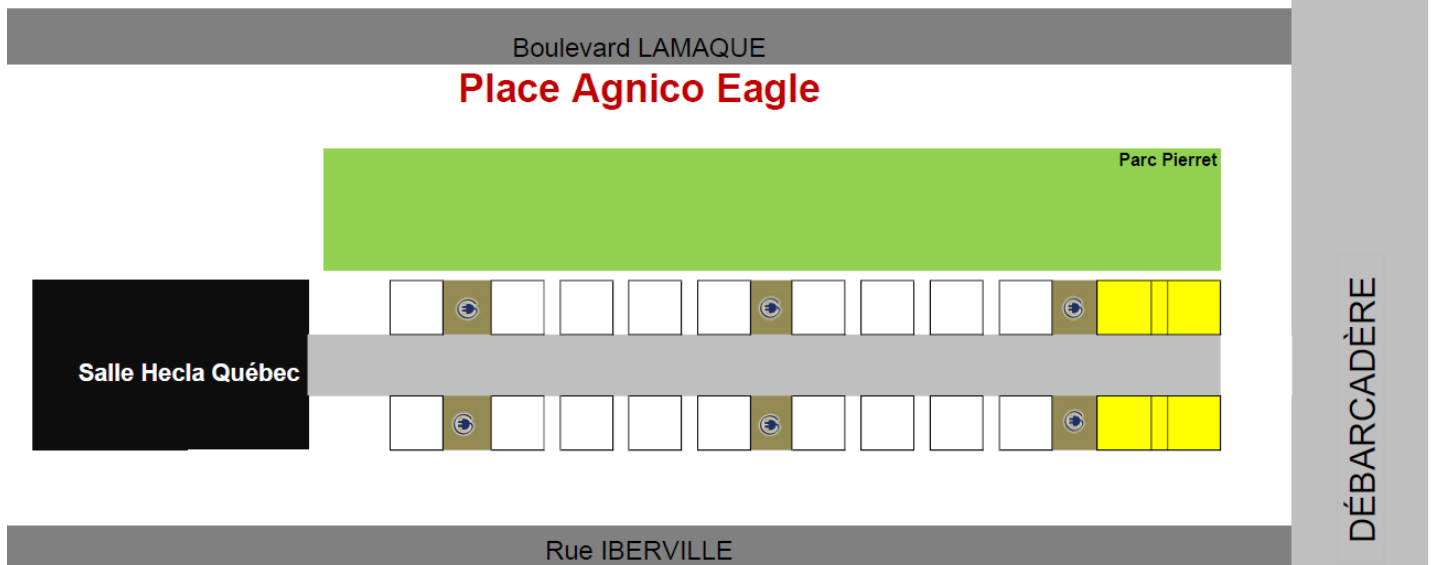 Boulevard LAMAQUE
Place Agnico Eagle
Parc Pierret
Salle Hecla Québec
DÉBARCADÈRE
Rue IBERVILLE